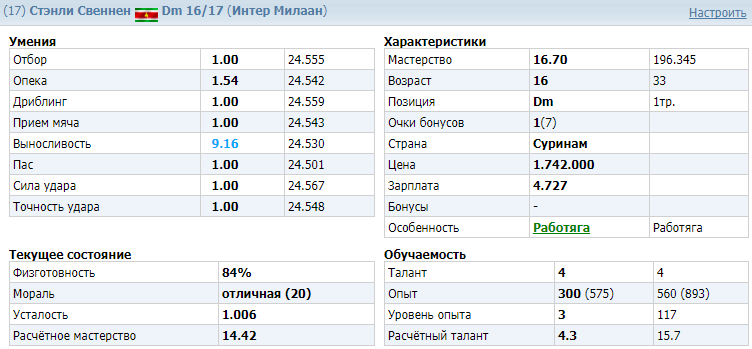 (17) Стэнли Свеннен Dm 16/17 (Интер Милаан) Настроить
Умения
Отбор 1.00 24.555
Опека 1.54 24.542
Дриблинг 1.00 24.559
Прием мяча 1.00 24.543
Выносливость 9.16 24.530
Пас 1.00 24.501
Сила удара 1.00 24.567
Точность удара 1.00 24.548
Характеристики
Мастерство 16.70 196.345
Возраст 16 33
Позиция Dm 1тр.
Очки бонусов 1(7)
Страна Суринам
Цена 1.742.000
Зарплата 4.727
Бонусы -
Особенность Работяга Работяга
Текущее состояние
Физготовность 84%
Мораль отличная (20)
Усталость 1.006
Расчётное мастерство 14.42
Обучаемость
Талант 4 4
Опыт 300 (575) 560 (893)
Уровень опыта 3 117
Расчётный талант 4.3 15.7